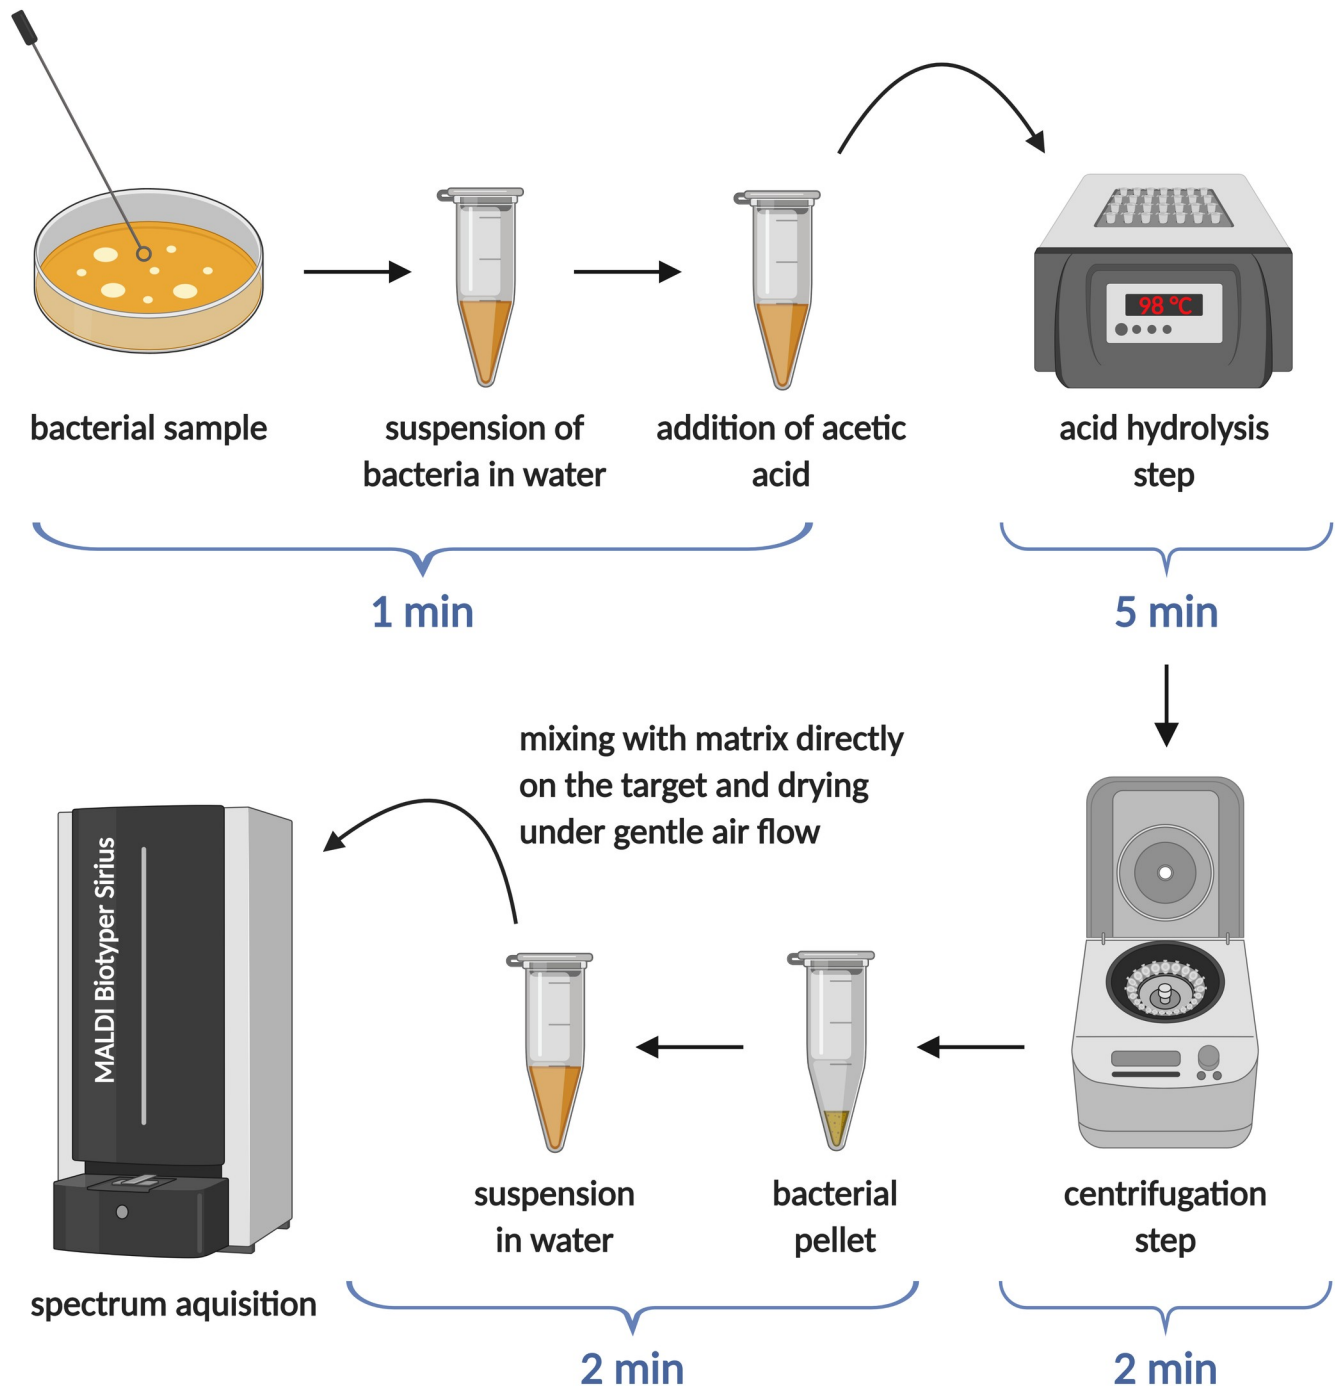 98 °C
bacterial sample
suspension of
bacteria in water
addition of acetic
acid
acid hydrolysis
step
1 min
5 min
mixing with matrix directly
on the target and drying
under gentle air flow
MALDI Biotyper Sirius
suspension
in water
bacterial
pellet
centrifugation
step
spectrum aquisition
2 min
2 min